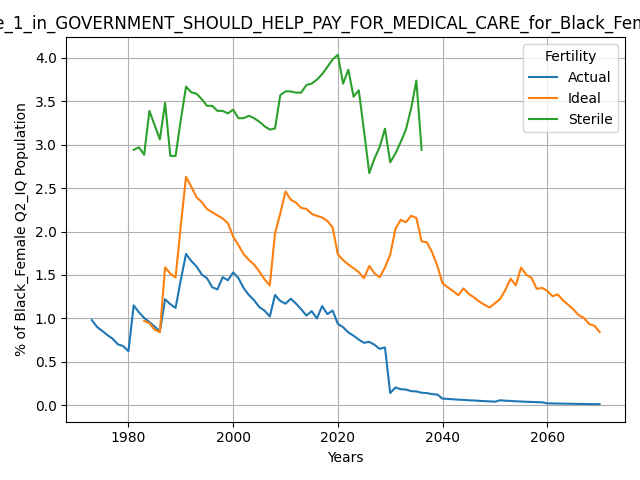 e_1_in_GOVERNMENT_SHOULD_HELP_PAY_FOR_MEDICAL_CARE_for_Black_Fem
% of Black_Female Q2_IQ Population
4.0
3.5
3.0
2.5
2.0
1.5
1.0
0.5
0.0
Fertility
Actual
Ideal
Sterile
1980 2000 2020 2040 2060
Years